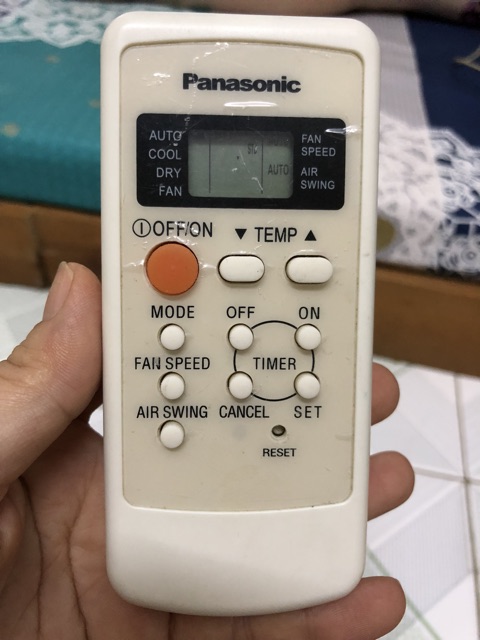 Panasonic
AUTO
COOL
DRY
FAN
AUTO
FAN
SPEED
AIR
SWING
OFF/ON
▼ TEMP ▲
MODE
OFF
ON
FAN SPEED
TIMER
AIR SWING
CANCEL
SET
RESET